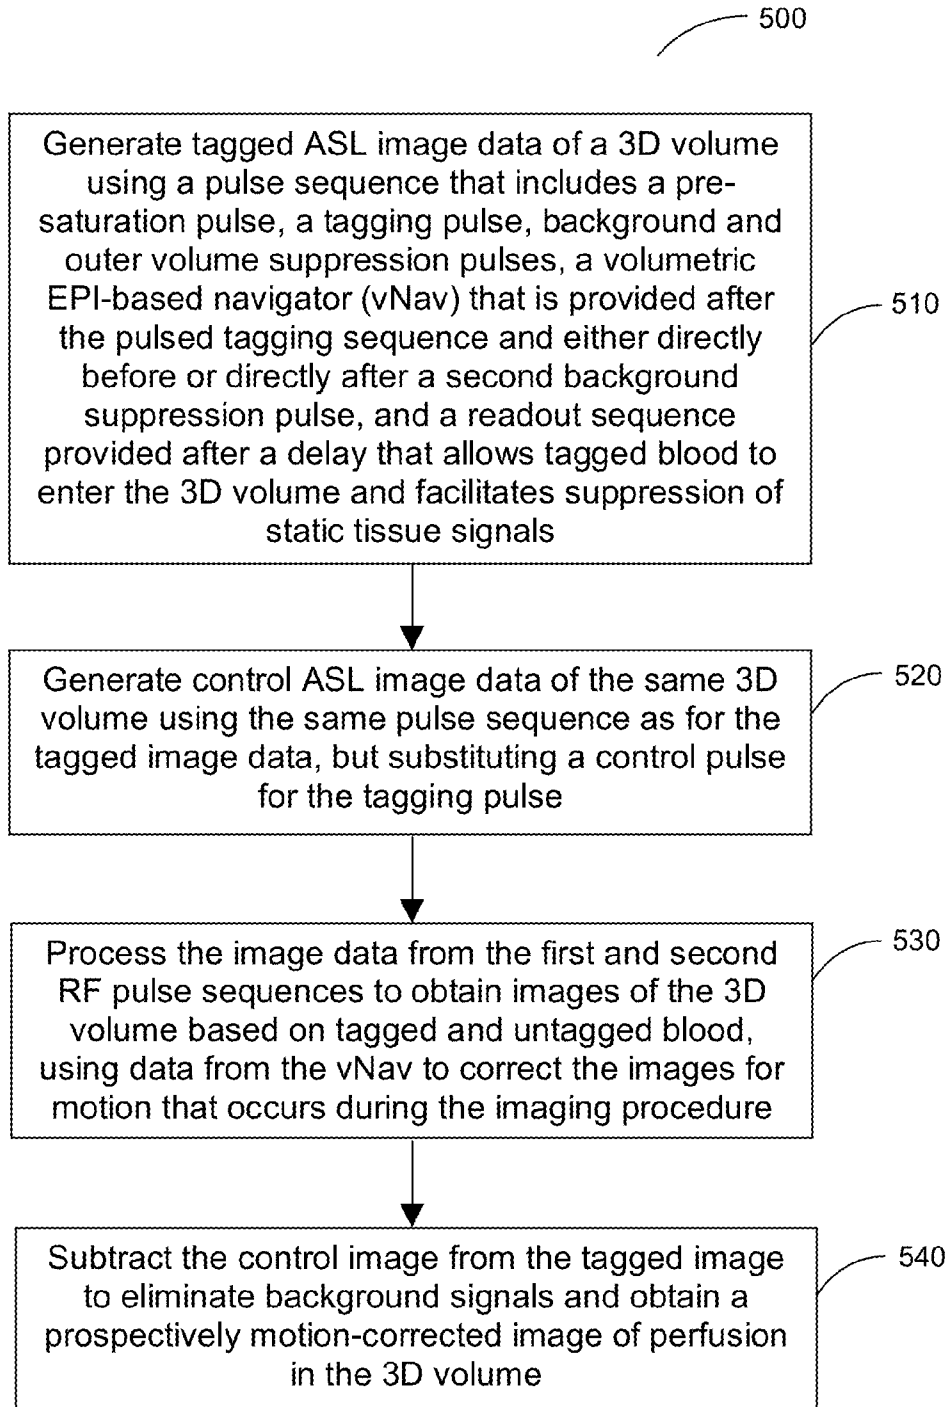 500
Generate tagged ASL image data of a 3D volume
using a pulse sequence that includes a pre-
saturation pulse, a tagging pulse, background and
outer volume suppression pulses, a volumetric
EPI-based navigator (vNav) that is provided after
the pulsed tagging sequence and either directly
before or directly after a second background
suppression pulse, and a readout sequence
provided after a delay that allows tagged blood to
enter the 3D volume and facilitates suppression of
static tissue signals
510
Generate control ASL image data of the same 3D
volume using the same pulse sequence as for the
tagged image data, but substituting a control pulse
for the tagging pulse
520
Process the image data from the first and second
RF pulse sequences to obtain images of the 3D
volume based on tagged and untagged blood,
using data from the vNav to correct the images for
motion that occurs during the imaging procedure
530
Subtract the control image from the tagged image
to eliminate background signals and obtain a
prospectively motion-corrected image of perfusion
in the 3D volume
540